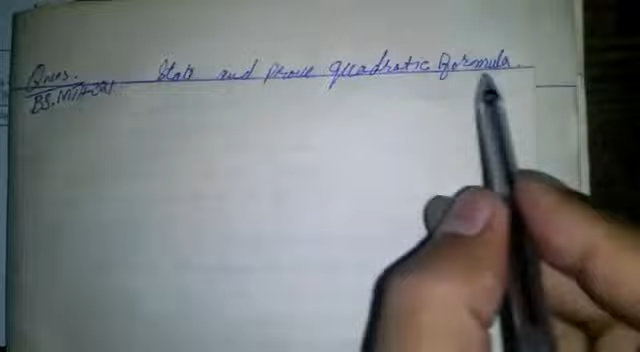 Ques. State and prove quadratic formula.
BS.MTH-301